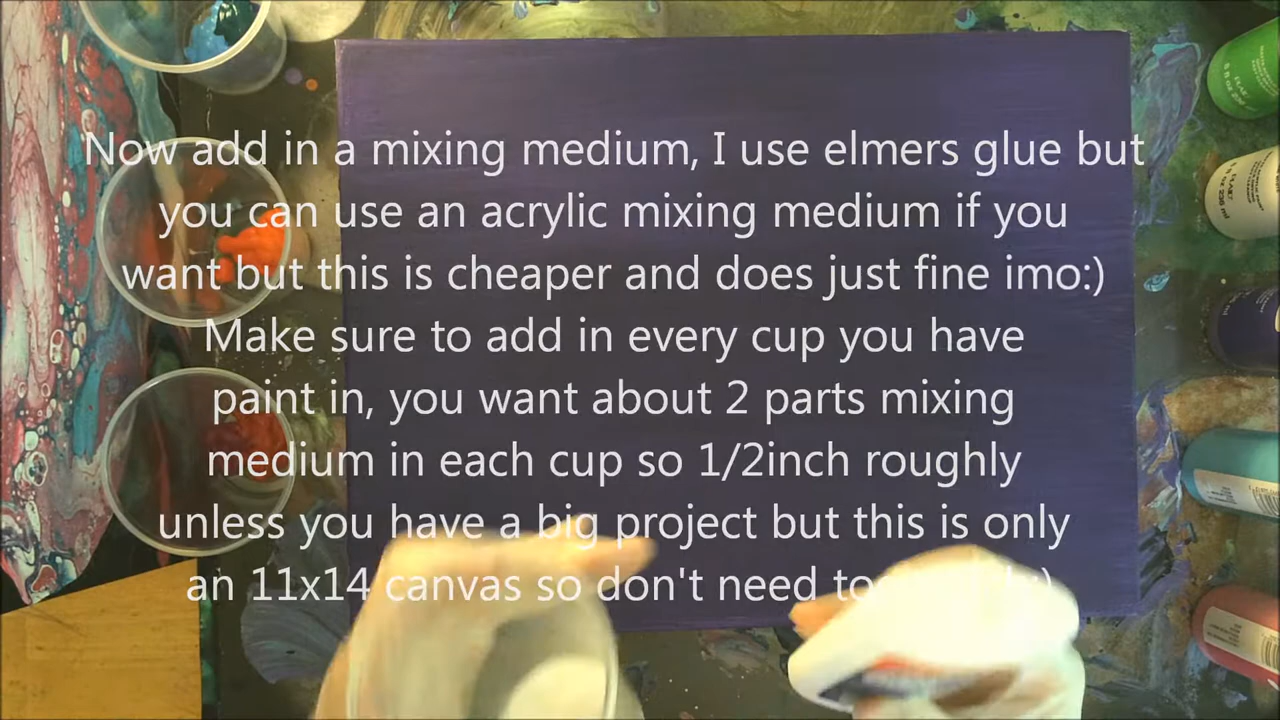 Now add in a mixing medium, I use elmers glue but
you can use an acrylic mixing medium if you
want but this is cheaper and does just fine imo:)
Make sure to add in every cup you have
paint in, you want about 2 parts mixing
medium in each cup so 1/2inch roughly
unless you have a big project but this is only
an 11x14 canvas so don't need to